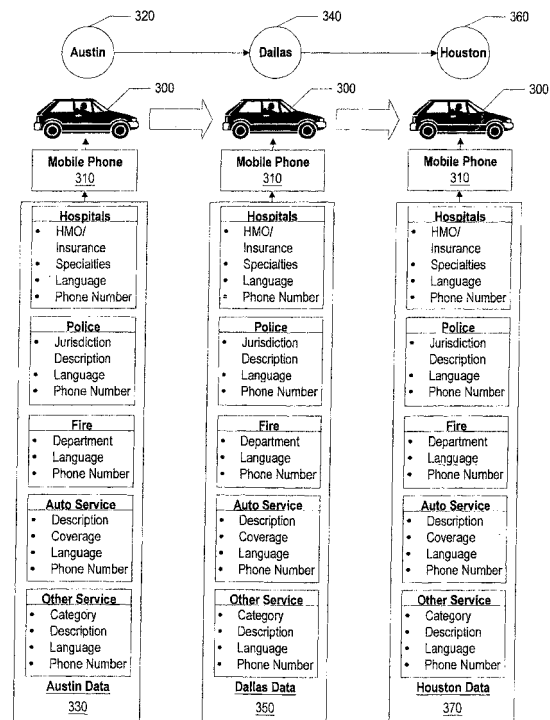 320
340
360
Austin
Dallas
Houston
300
300
300
Mobile Phone
310
Mobile Phone
310
Mobile Phone
310
Hospitals
• HMO/
Insurance
• Specialties
• Language
• Phone Number
Police
• Jurisdiction
Description
• Language
• Phone Number
Fire
• Department
• Language
• Phone Number
Auto Service
• Description
• Coverage
• Language
• Phone Number
Other Service
• Category
• Description
• Language
• Phone Number
Austin Data
330
Hospitals
• HMO/
Insurance
• Specialties
• Language
• Phone Number
Police
• Jurisdiction
Description
• Language
• Phone Number
Fire
• Department
• Language
• Phone Number
Auto Service
• Description
• Coverage
• Language
• Phone Number
Other Service
• Category
• Description
• Language
• Phone Number
Dallas Data
350
Hospitals
• HMO/
Insurance
• Specialties
• Language
• Phone Number
Police
• Jurisdiction
Description
• Language
• Phone Number
Fire
• Department
• Language
• Phone Number
Auto Service
• Description
• Coverage
• Language
• Phone Number
Other Service
• Category
• Description
• Language
• Phone Number
Houston Data
370